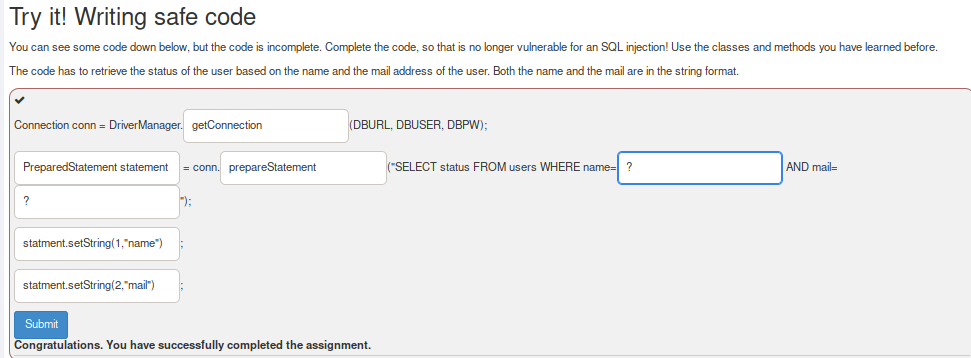 Try it! Writing safe code
You can see some code down below, but the code is incomplete. Complete the code, so that is no longer vulnerable for an SQL injection! Use the classes and methods you have learned before.
The code has to retrieve the status of the user based on the name and the mail address of the user. Both the name and the mail are in the string format.
✔
Connection conn = DriverManager. getConnection (DBURL, DBUSER, DBPW);
PreparedStatement statement = conn. prepareStatement ("SELECT status FROM users WHERE name= ? AND mail=
? ");
statment.setString(1,"name") ;
statment.setString(2,"mail") ;
Submit
Congratulations. You have successfully completed the assignment.